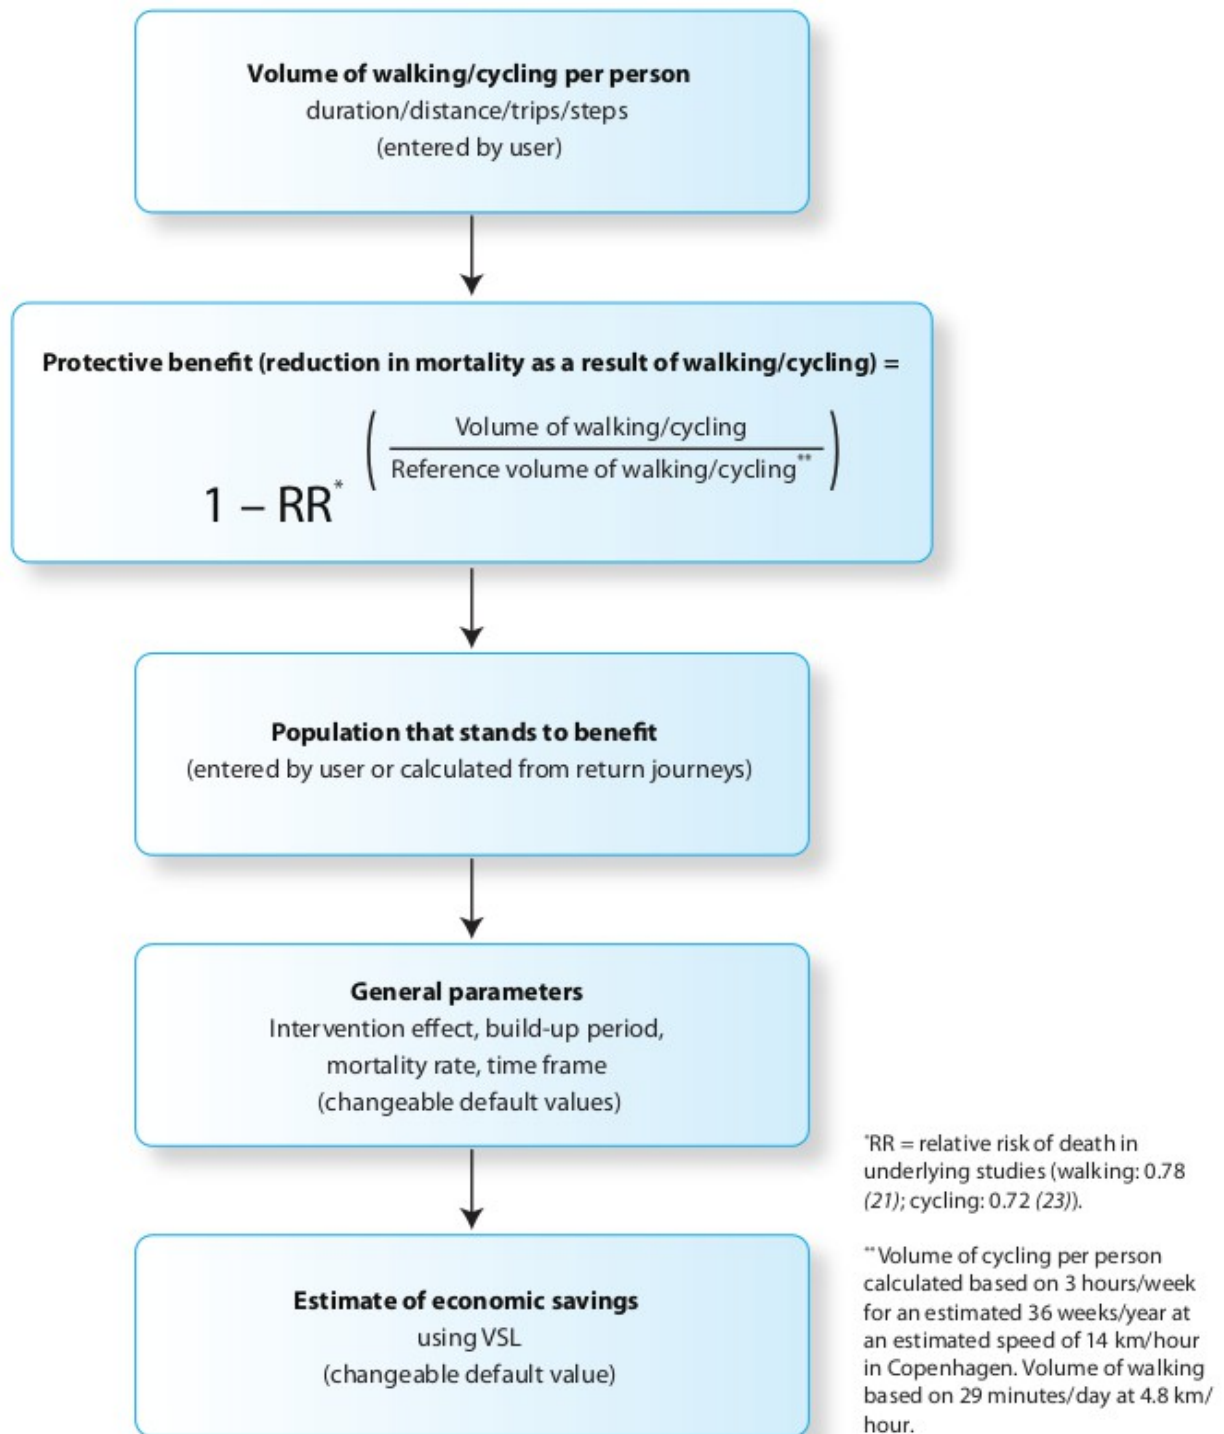 Volume of walking/cycling per person
duration/distance/trips/steps
(entered by user)
Protective benefit (reduction in mortality as a result of walking/cycling) =
1 – RR* ( Volume of walking/cycling
Reference volume of walking/cycling** )
Population that stands to benefit
(entered by user or calculated from return journeys)
General parameters
Intervention effect, build-up period,
mortality rate, time frame
(changeable default values)
Estimate of economic savings
using VSL
(changeable default value)
*RR = relative risk of death in
underlying studies (walking: 0.78
(21); cycling: 0.72 (23)).
**Volume of cycling per person
calculated based on 3 hours/week
for an estimated 36 weeks/year at
an estimated speed of 14 km/hour
in Copenhagen. Volume of walking
based on 29 minutes/day at 4.8 km/
hour.